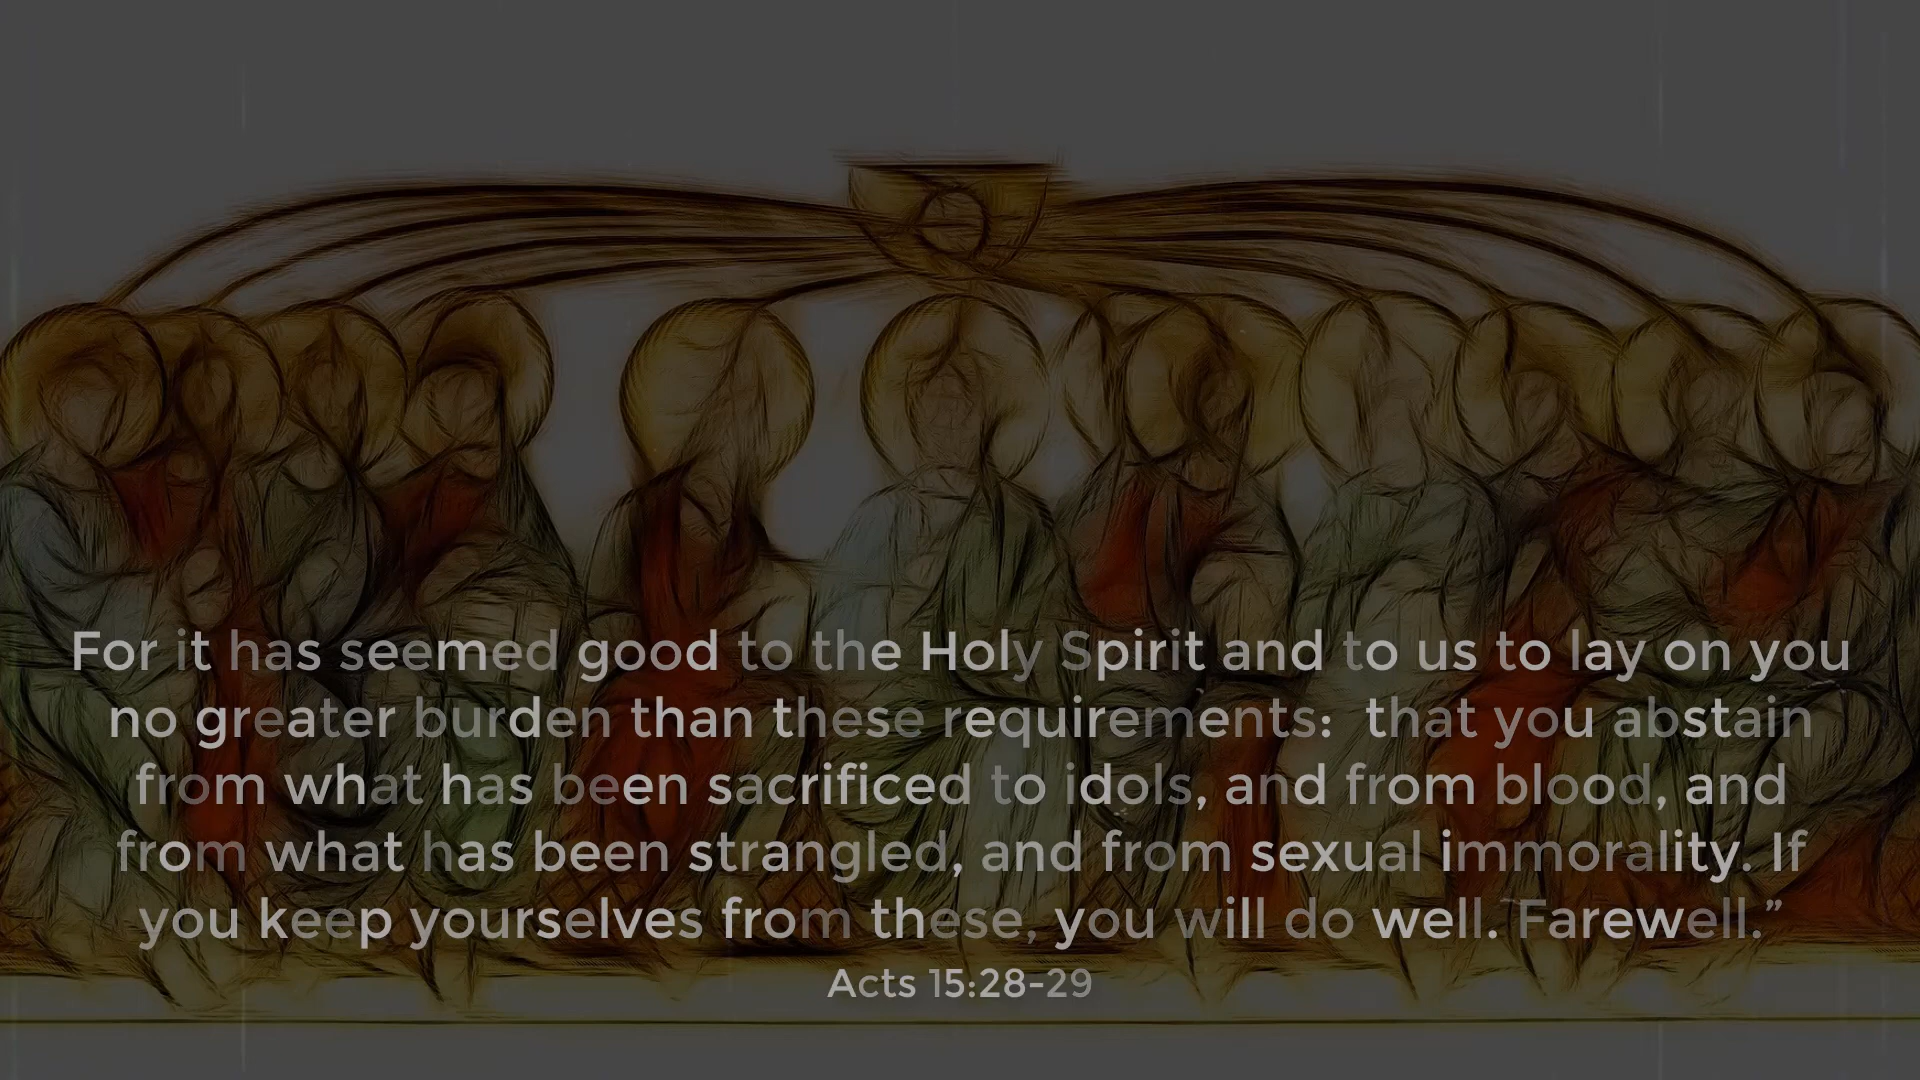 For it has seemed good to the Holy Spirit and to us to lay on you
no greater burden than these requirements: that you abstain
from what has been sacrificed to idols, and from blood, and
from what has been strangled, and from sexual immorality. If
you keep yourselves from these, you will do well. Farewell.”
Acts 15:28-29